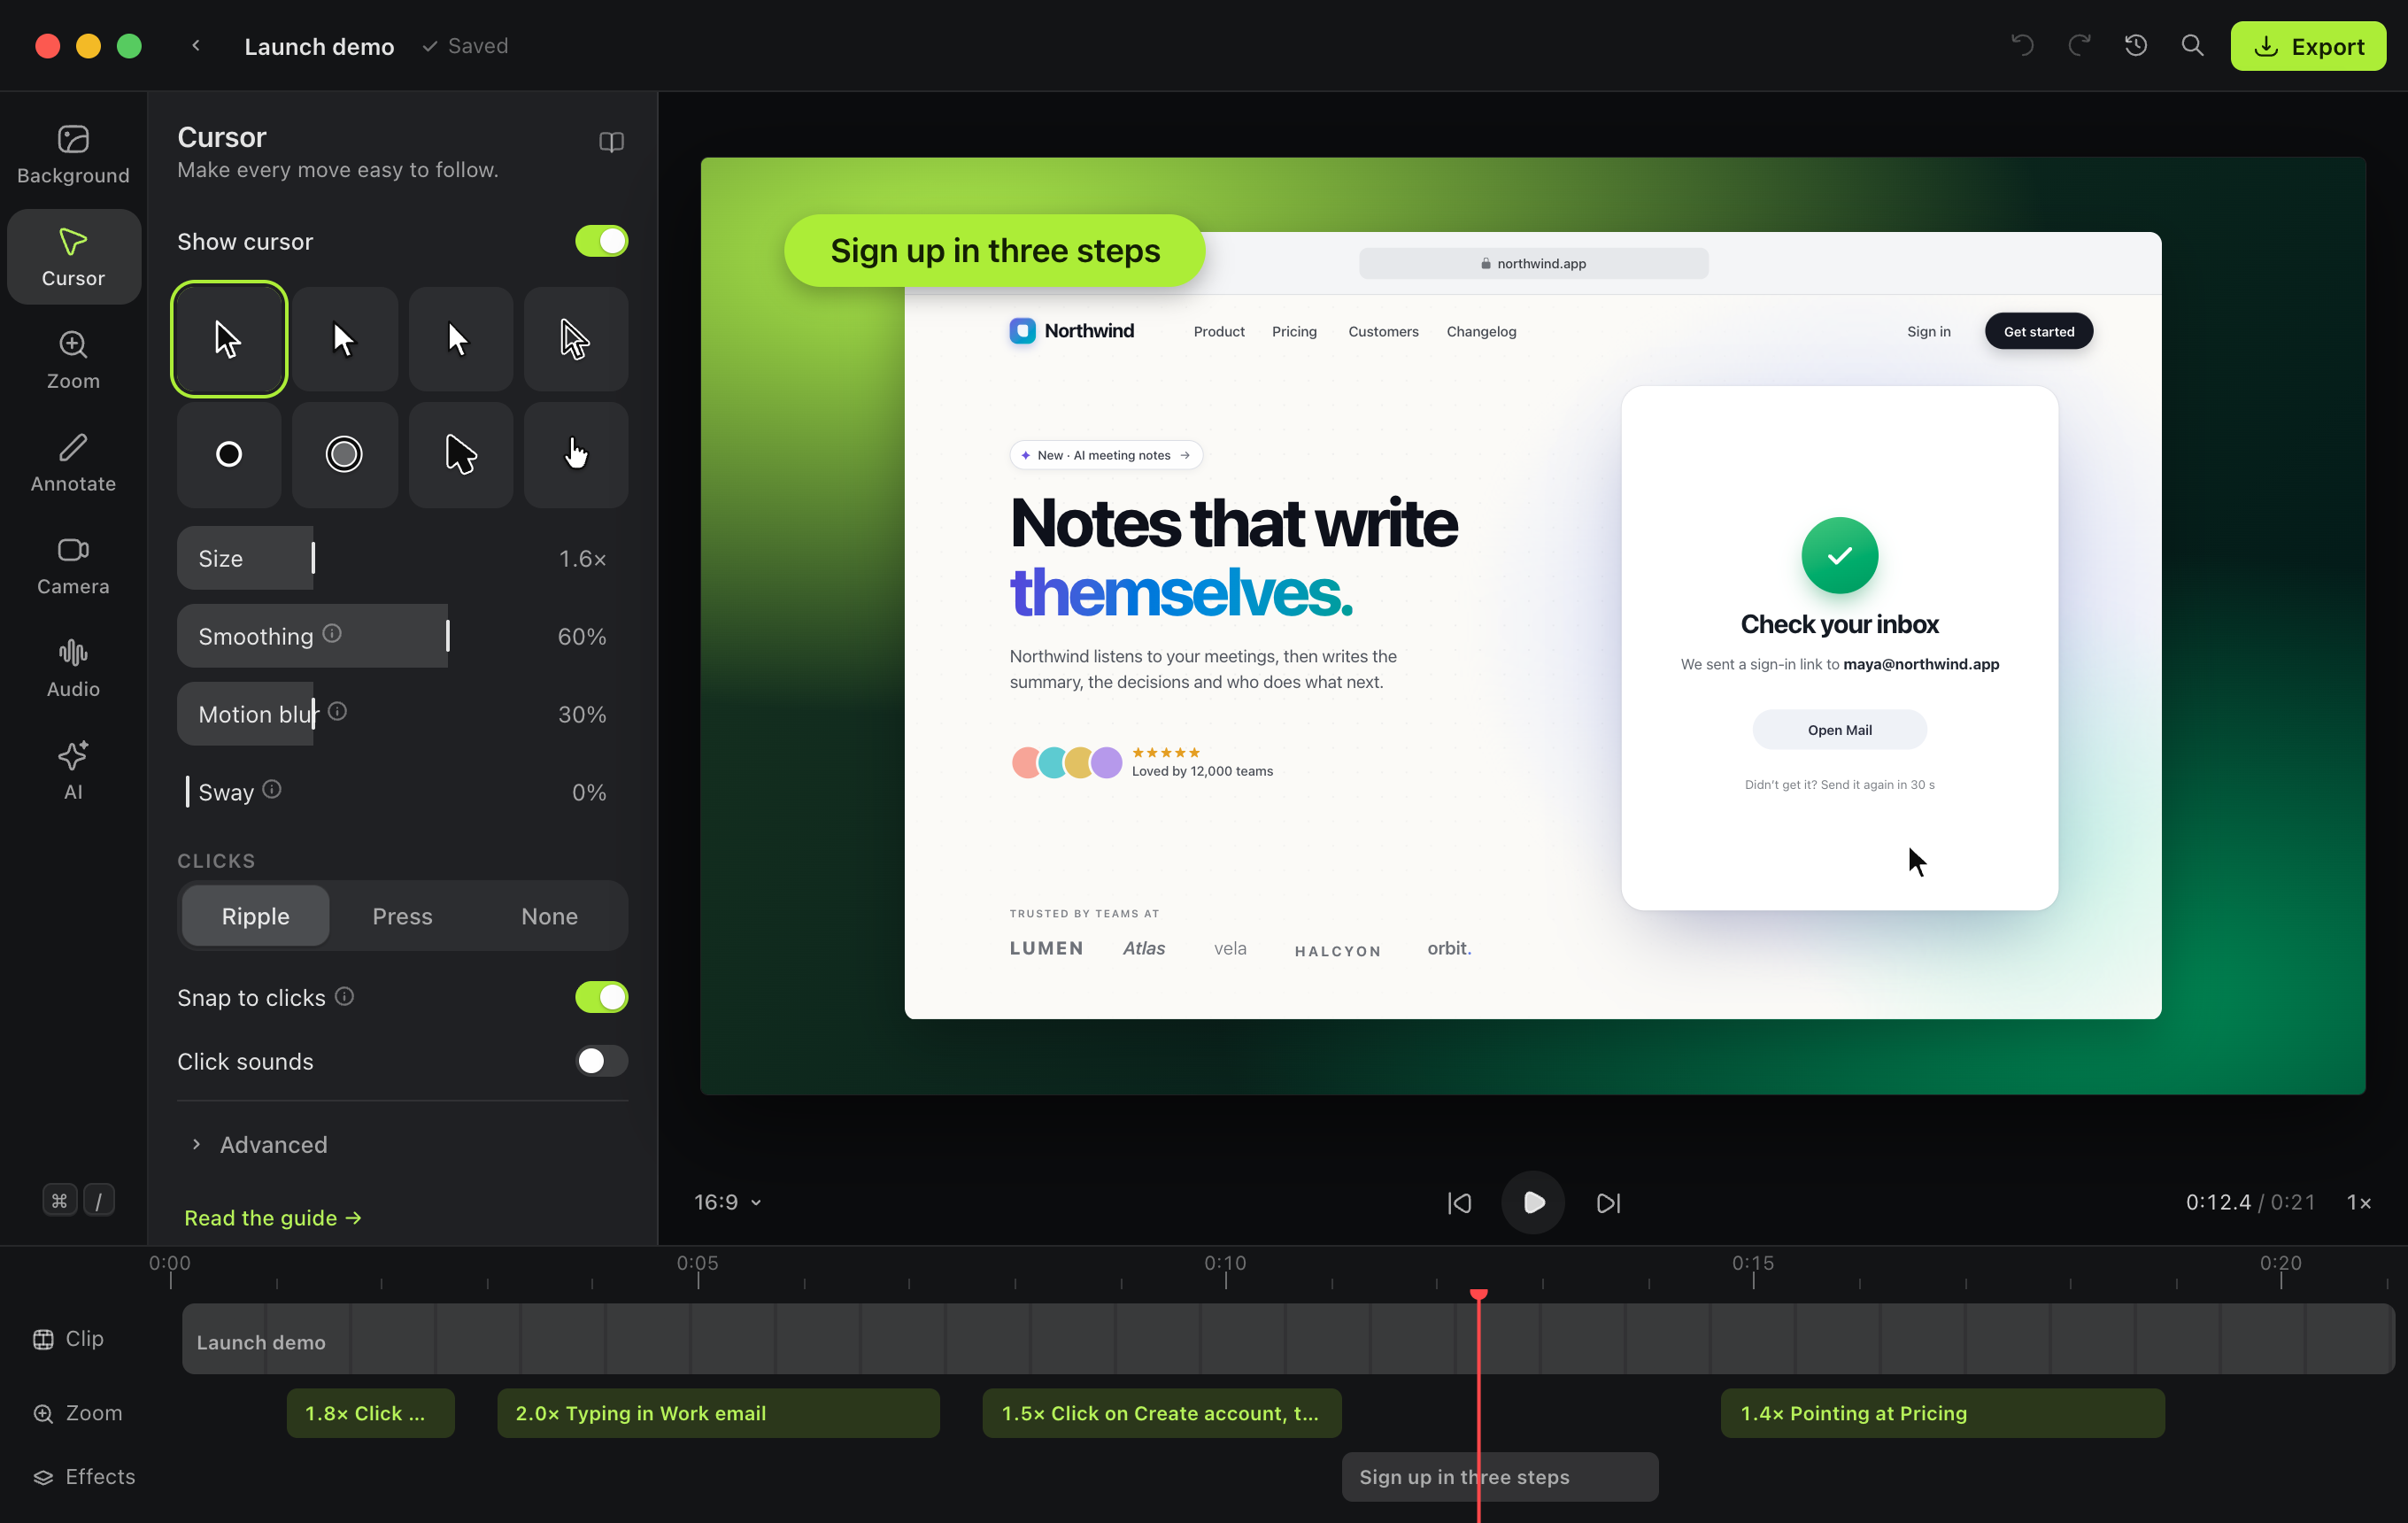 Launch demo
Saved
Export
Background
Cursor
Zoom
Annotate
Camera
Audio
AI
⌘ /
Cursor
Make every move easy to follow.
Show cursor
Size 1.6×
Smoothing 60%
Motion blur 30%
Sway 0%
CLICKS
Ripple Press None
Snap to clicks
Click sounds
Advanced
Read the guide →
Sign up in three steps
northwind.app
Northwind Product Pricing Customers Changelog Sign in Get started
New · AI meeting notes →
Notes that write
themselves.
Northwind listens to your meetings, then writes the
summary, the decisions and who does what next.
★★★★★
Loved by 12,000 teams
TRUSTED BY TEAMS AT
LUMEN Atlas vela HALCYON orbit.
Check your inbox
We sent a sign-in link to maya@northwind.app
Open Mail
Didn't get it? Send it again in 30 s
16:9
0:12.4 / 0:21 1×
0:00 0:05 0:10 0:15 0:20
Clip
Launch demo
Zoom
1.8× Click ...
2.0× Typing in Work email
1.5× Click on Create account, t...
1.4× Pointing at Pricing
Effects
Sign up in three steps